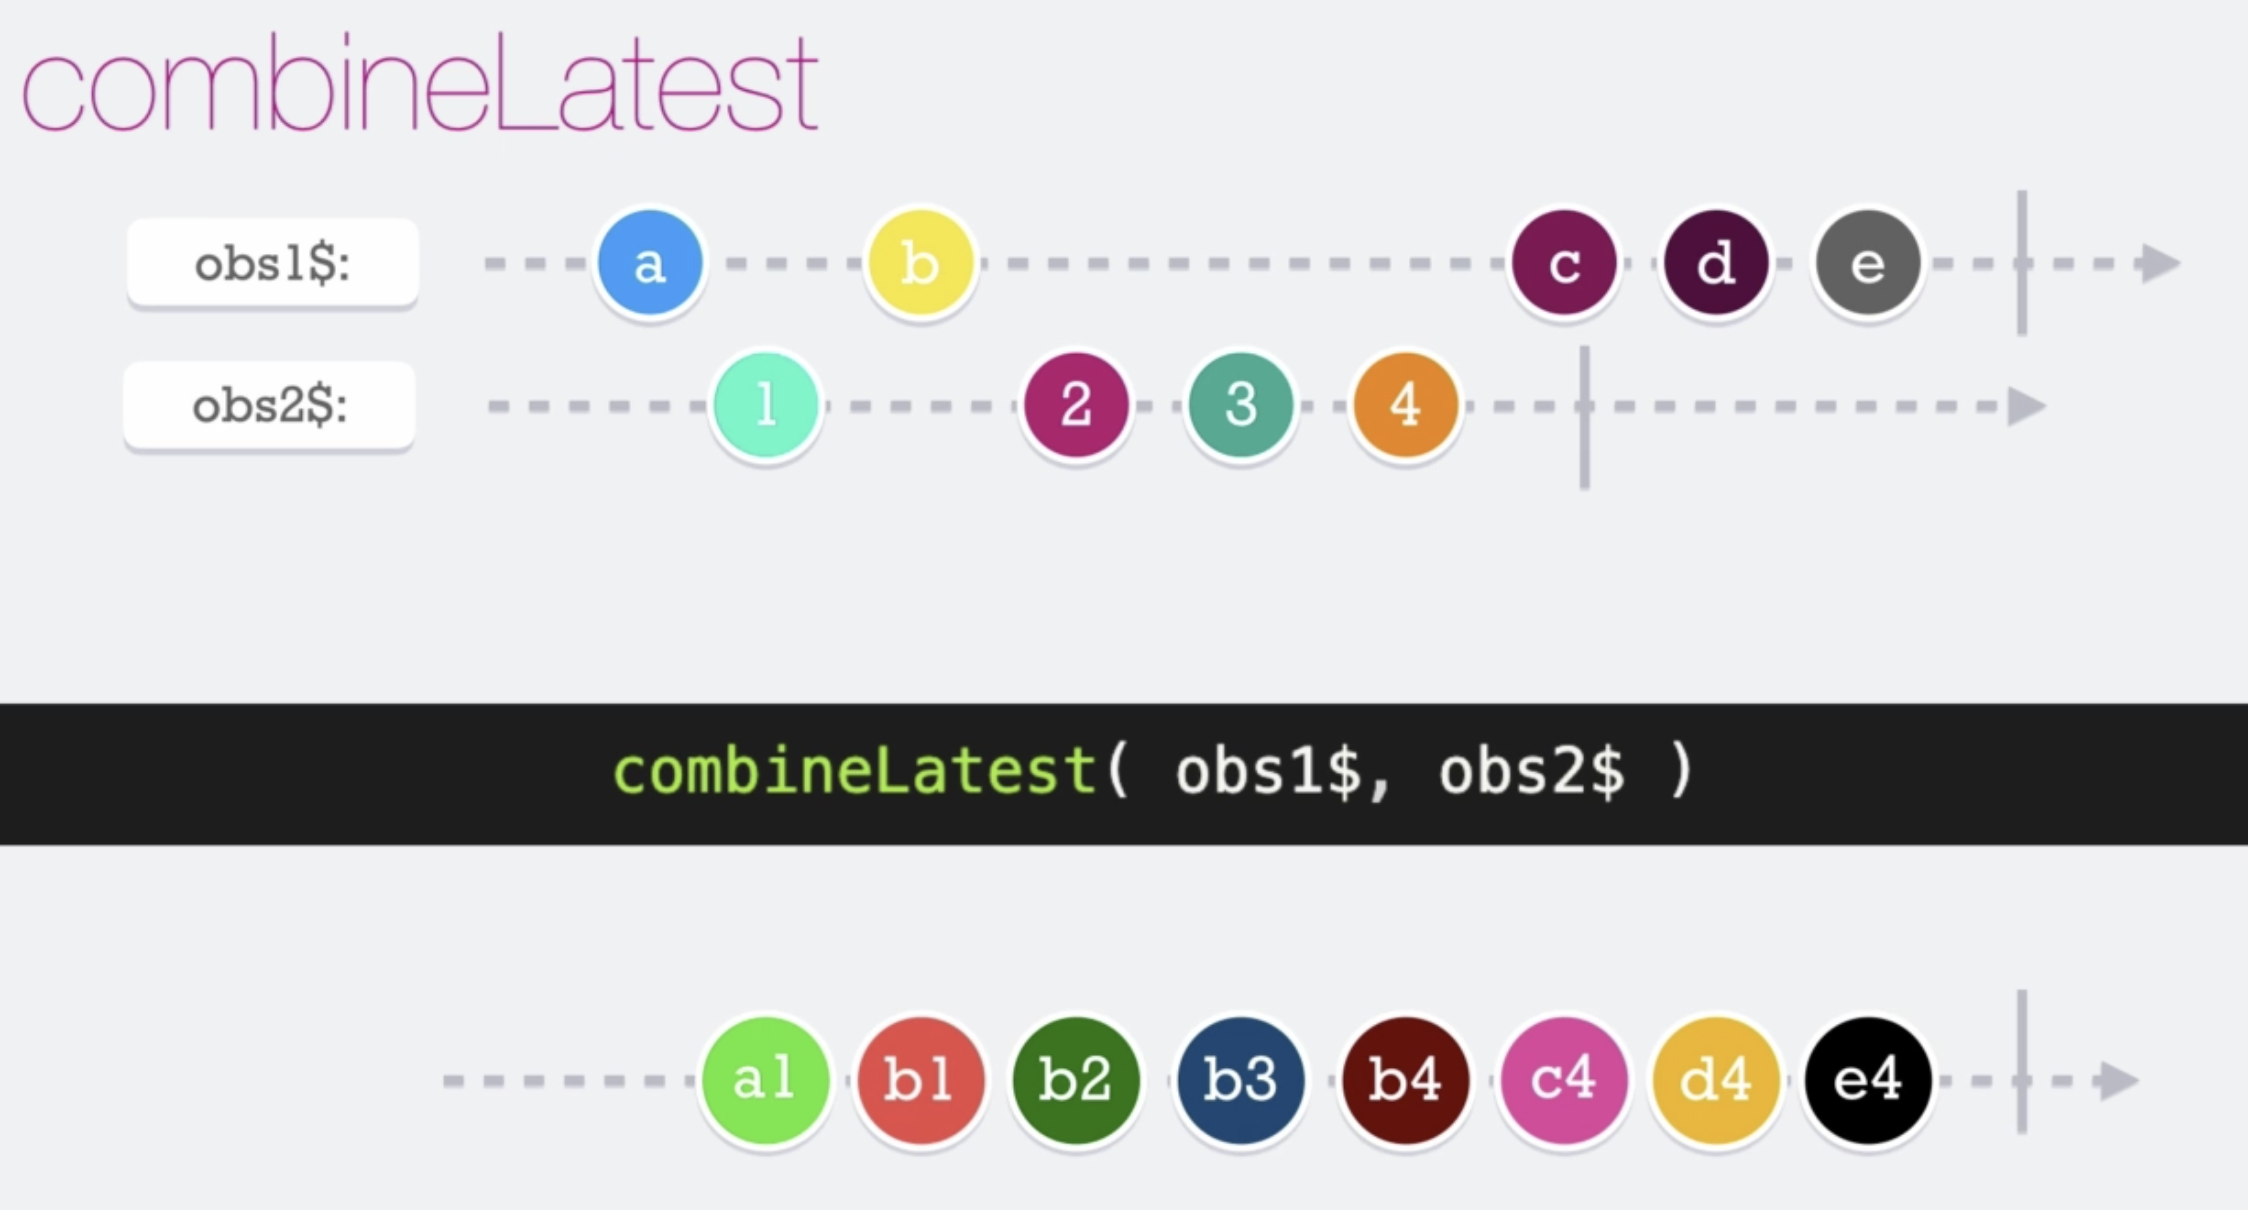 combineLatest
obs1$: a b c d e
obs2$: 1 2 3 4
combineLatest( obs1$, obs2$ )
a1 b1 b2 b3 b4 c4 d4 e4